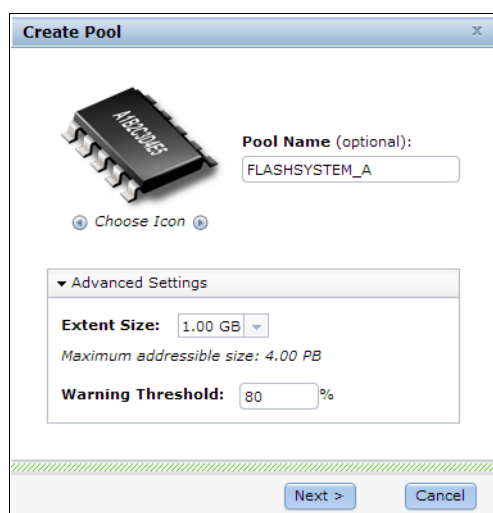 Create Pool
x
A1B2C3D4E5
Pool Name (optional):
FLASHSYSTEM_A
Choose Icon
Advanced Settings
Extent Size: 1.00 GB
Maximum addressible size: 4.00 PB
Warning Threshold: 80 %
Next > Cancel